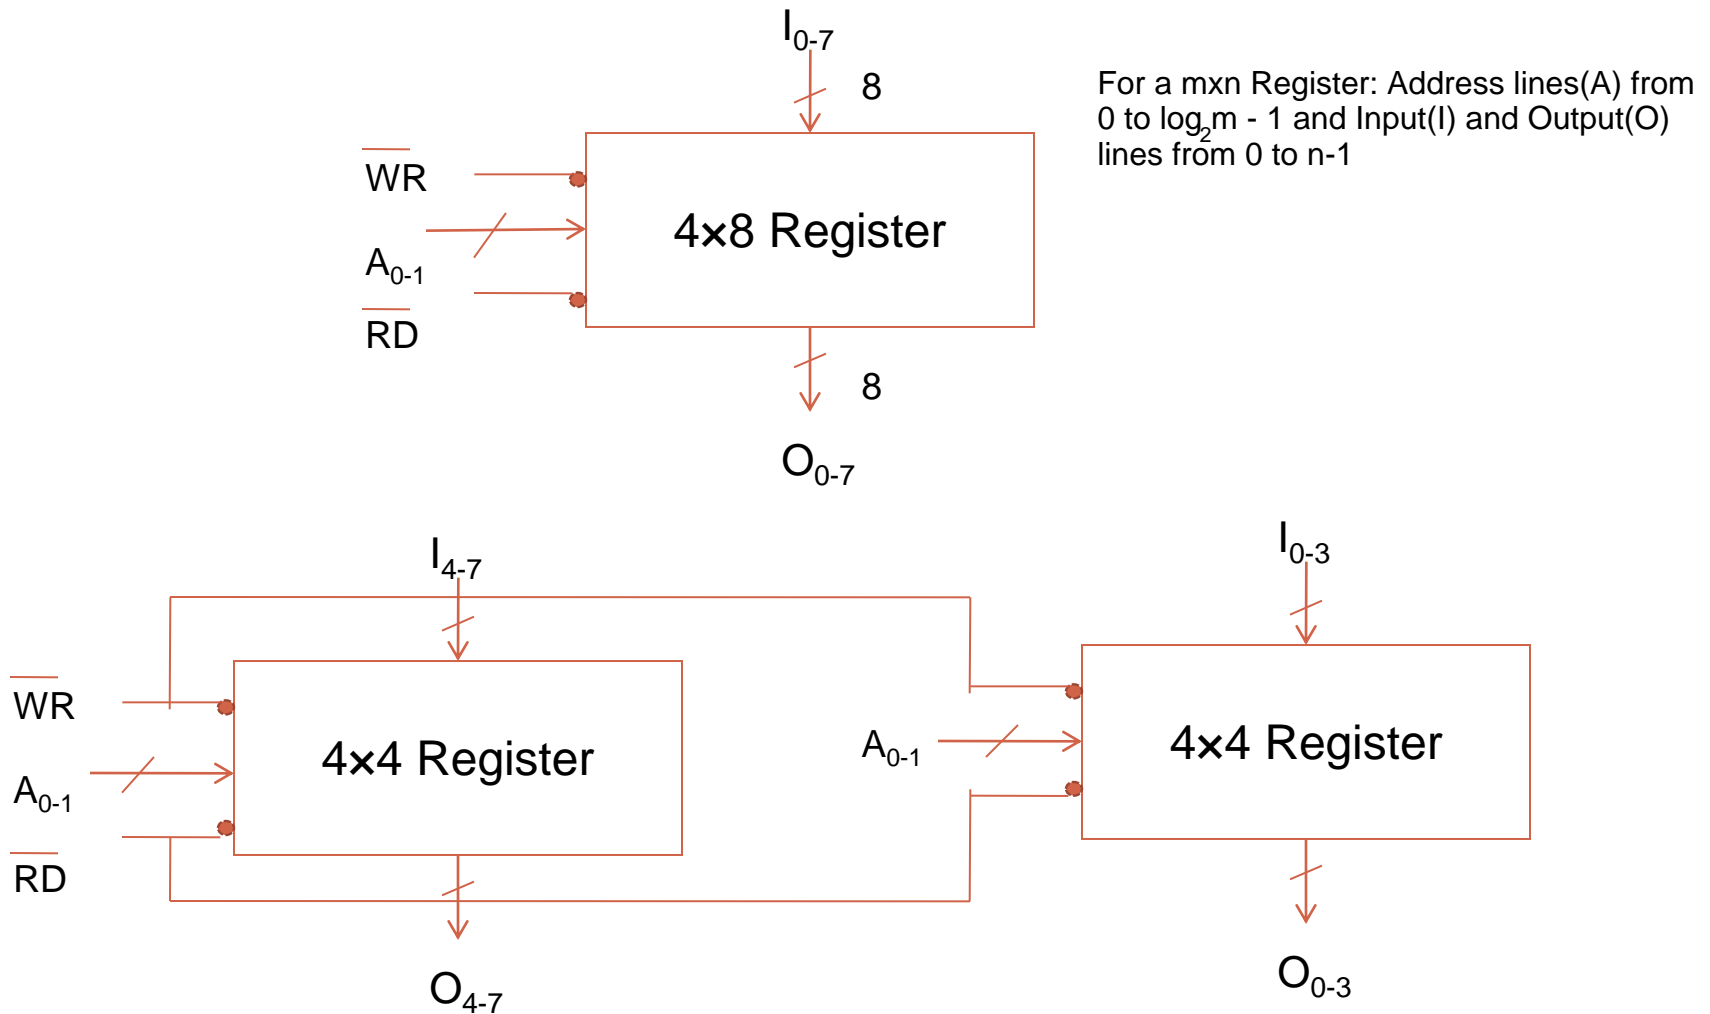 I0-7
8
For a mxn Register: Address lines(A) from
0 to log2m - 1 and Input(I) and Output(O)
lines from 0 to n-1
WR
4×8 Register
A0-1
RD
8
O0-7
I4-7
I0-3
WR
4×4 Register
A0-1
4×4 Register
A0-1
RD
O4-7
O0-3